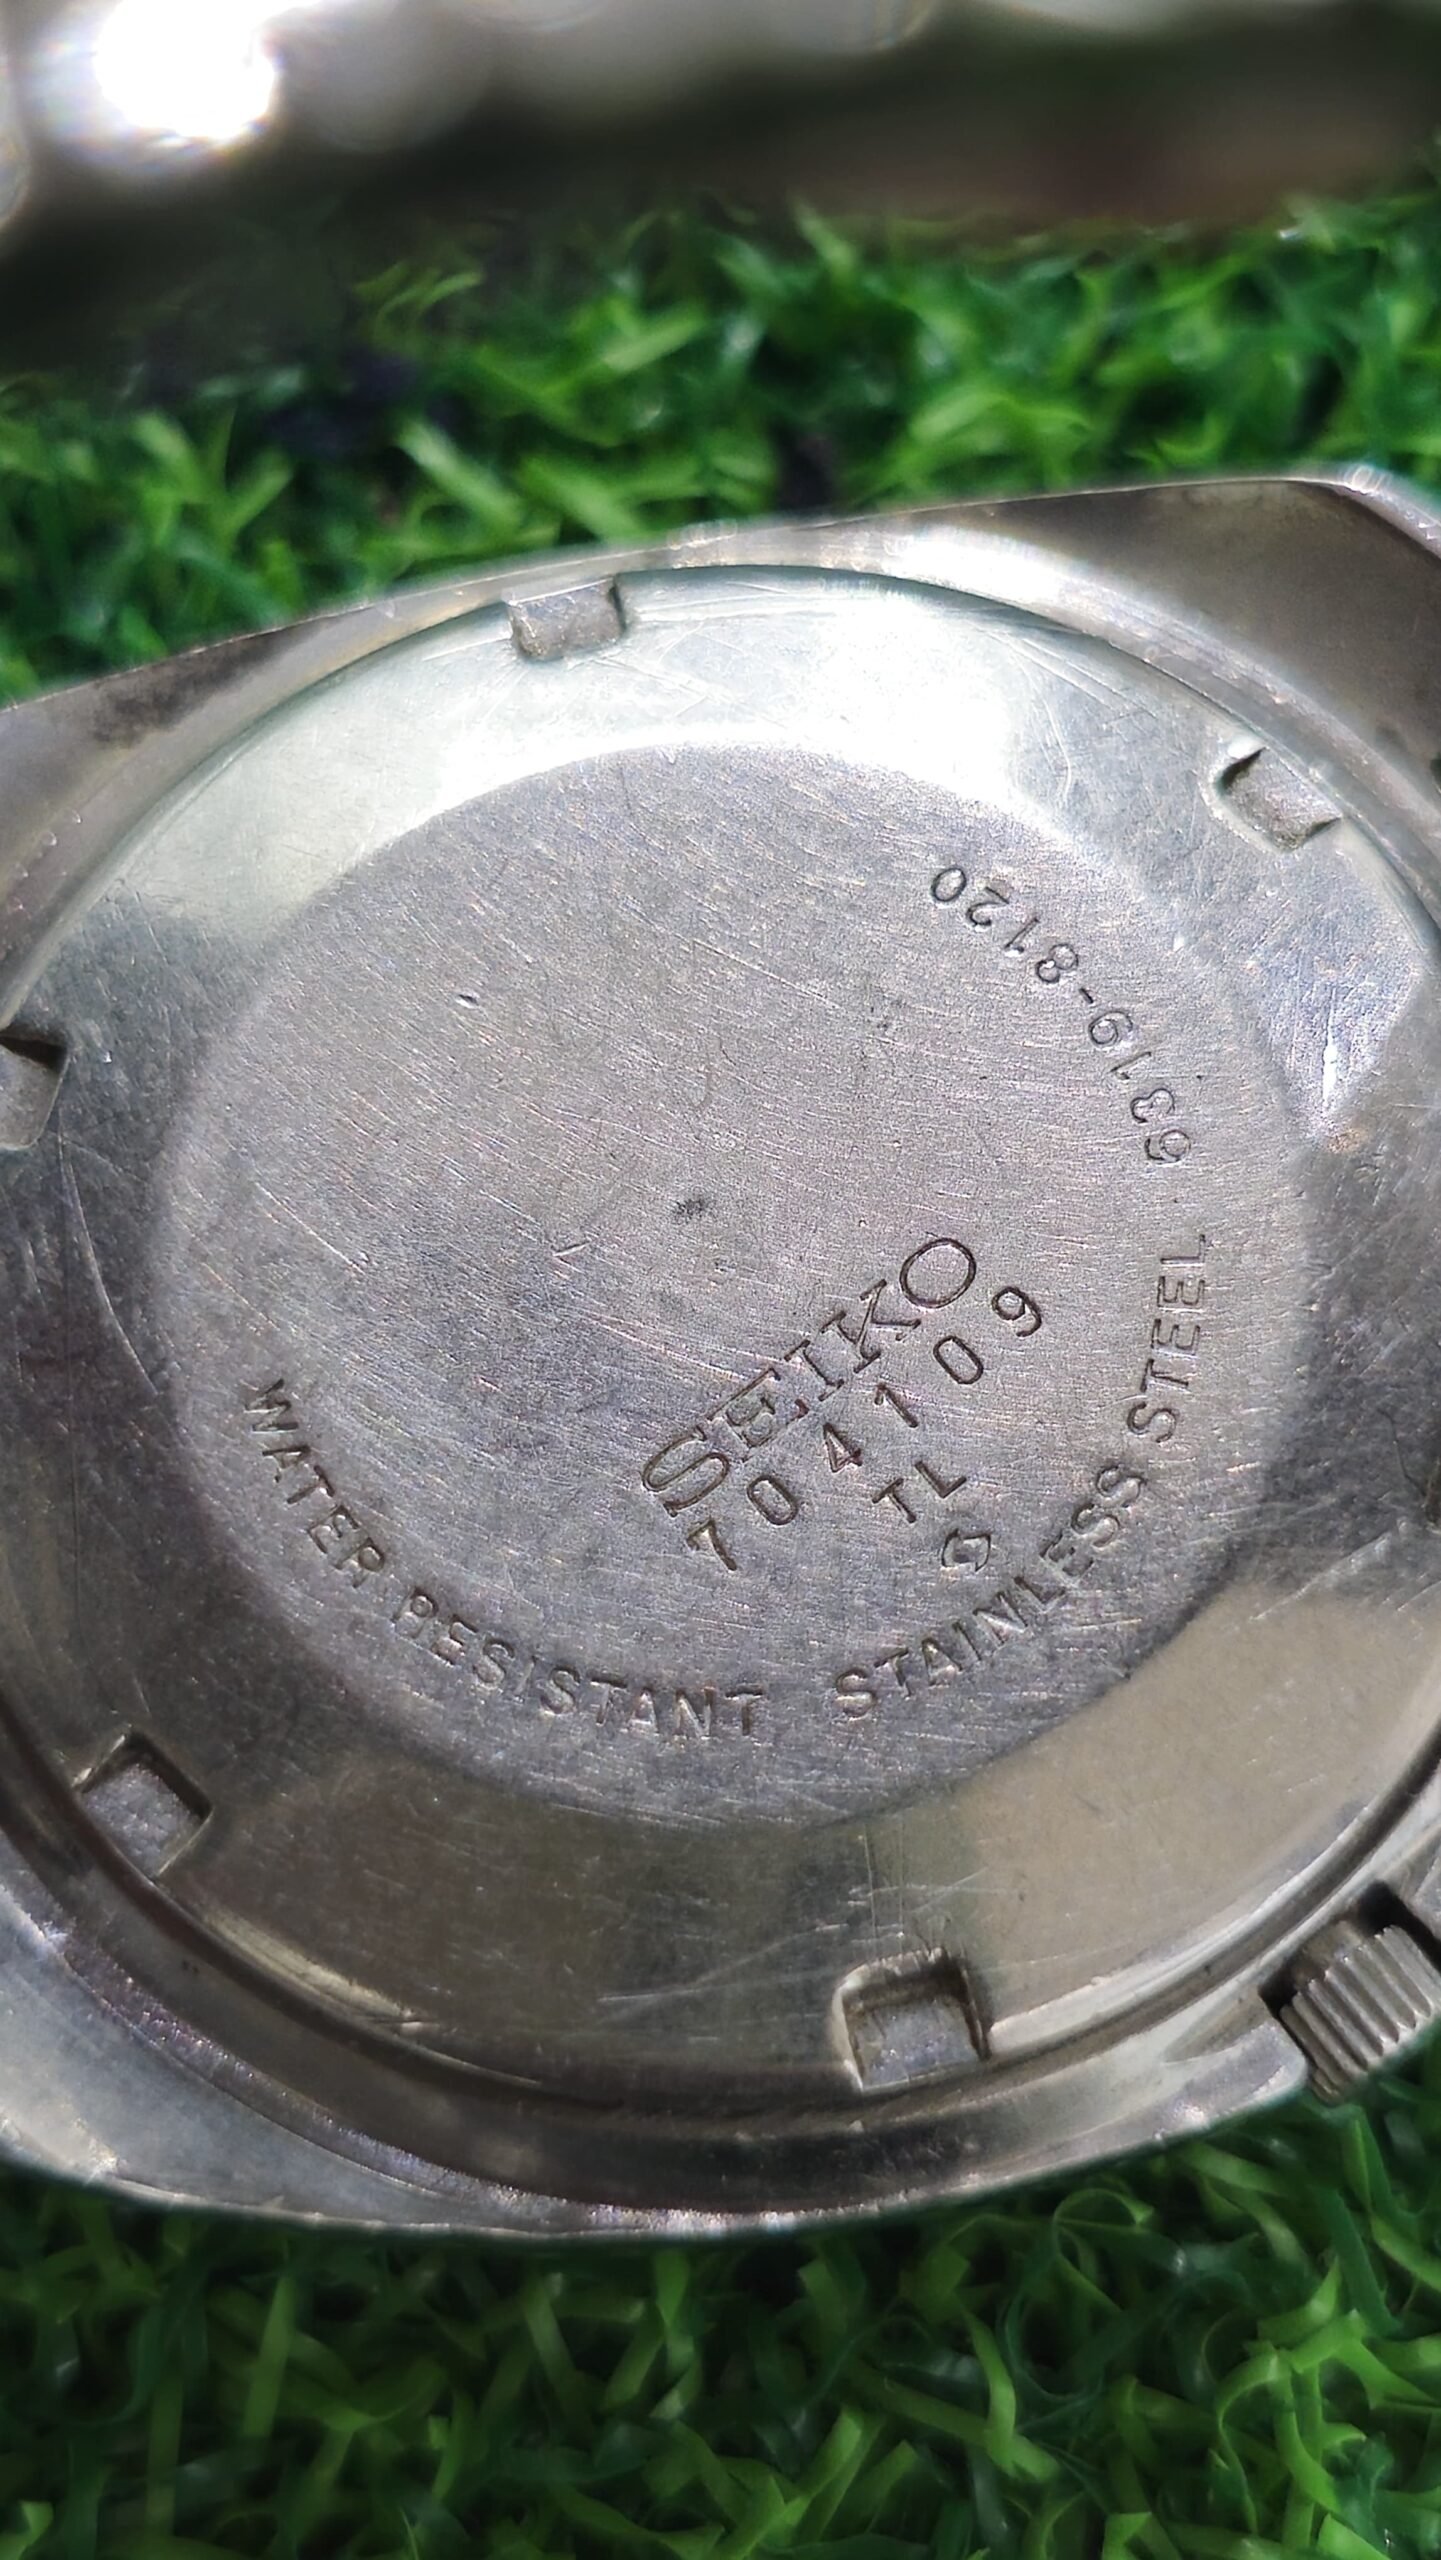 SEIKO
704109
TL
WATER RESISTANT STAINLESS STEEL 6319-8120